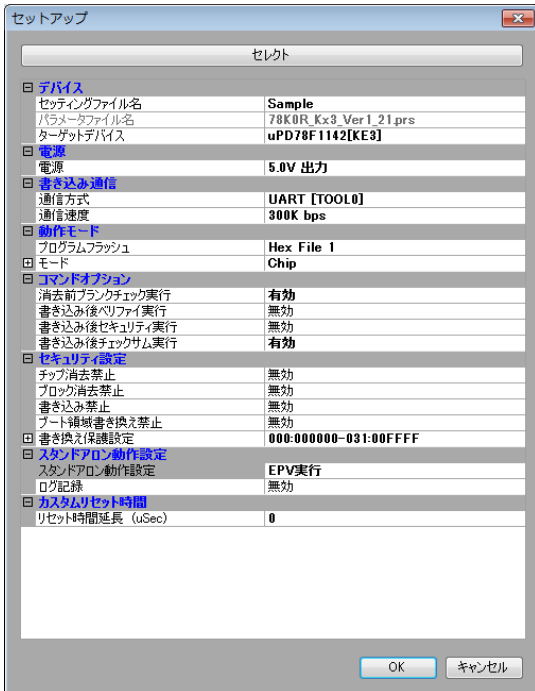 セットアップ
セレクト
デバイス
セッティングファイル名 Sample
パラメータファイル名 78K0R_Kx3_Ver1_21.prs
ターゲットデバイス uPD78F1142[KE3]
電源
電源 5.0V 出力
書き込み通信
通信方式 UART [TOOL0]
通信速度 300K bps
動作モード
プログラムフラッシュ Hex File 1
モード Chip
コマンドオプション
消去前ブランクチェック実行 有効
書き込み後ベリファイ実行 無効
書き込み後セキュリティ実行 無効
書き込み後チェックサム実行 有効
セキュリティ設定
チップ消去禁止 無効
ブロック消去禁止 無効
書き込み禁止 無効
ブート領域書き換え禁止 無効
書き換え保護設定 000:000000-031:00FFFF
スタンドアロン動作設定
スタンドアロン動作設定 EPV実行
ログ記録 無効
カスタムリセット時間
リセット時間延長 (uSec) 0
OK キャンセル